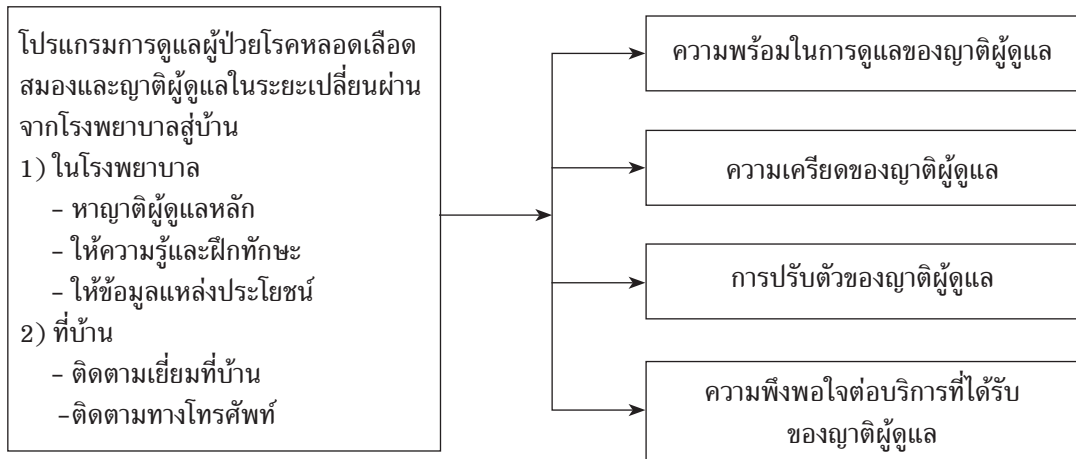 โปรแกรมการดูแลผู้ป่วยโรคหลอดเลือด
สมองและญาติผู้ดูแลในระยะเปลี่ยนผ่าน
จากโรงพยาบาลสู่บ้าน
1) ในโรงพยาบาล
- หาญาติผู้ดูแลหลัก
- ให้ความรู้และฝึกทักษะ
- ให้ข้อมูลแหล่งประโยชน์
2) ที่บ้าน
- ติดตามเยี่ยมที่บ้าน
-ติดตามทางโทรศัพท์
ความพร้อมในการดูแลของญาติผู้ดูแล
ความเครียดของญาติผู้ดูแล
การปรับตัวของญาติผู้ดูแล
ความพึงพอใจต่อบริการที่ได้รับ
ของญาติผู้ดูแล